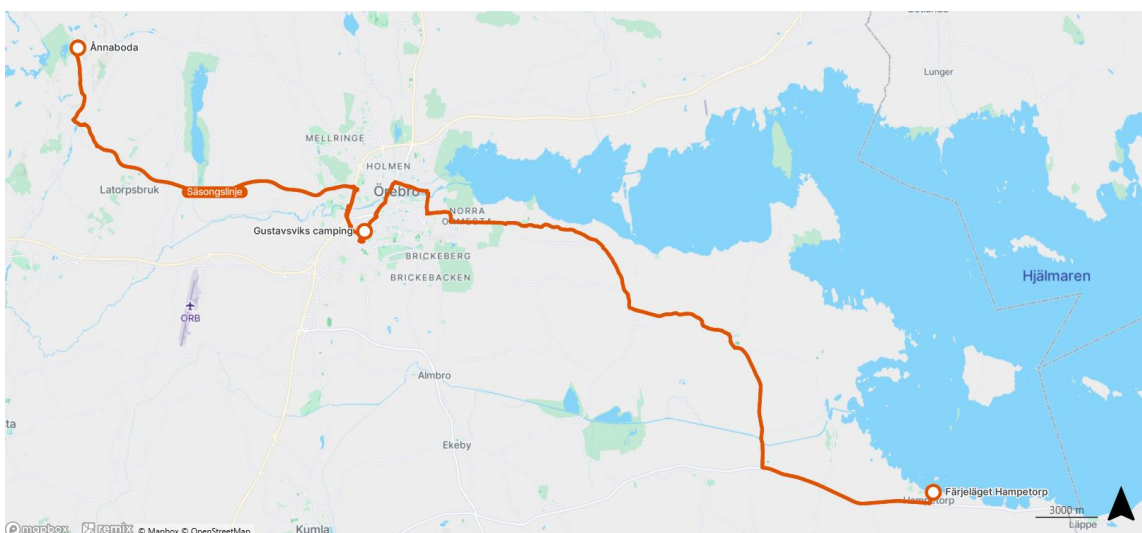 Lunger
Ånnaboda
MELLRINGE
HOLMEN
Latorpsbruk
Säsongslinje
Örebro
NORRA
Gustavsviks camping
BRICKEBERG
BRICKEBACKEN
Hjälmaren
ORB
Almbro
Ekeby
Färjeläget Hampetorp
3000 m
Läppe
Kumla
mapbox remix © Mapbox © OpenStreetMap